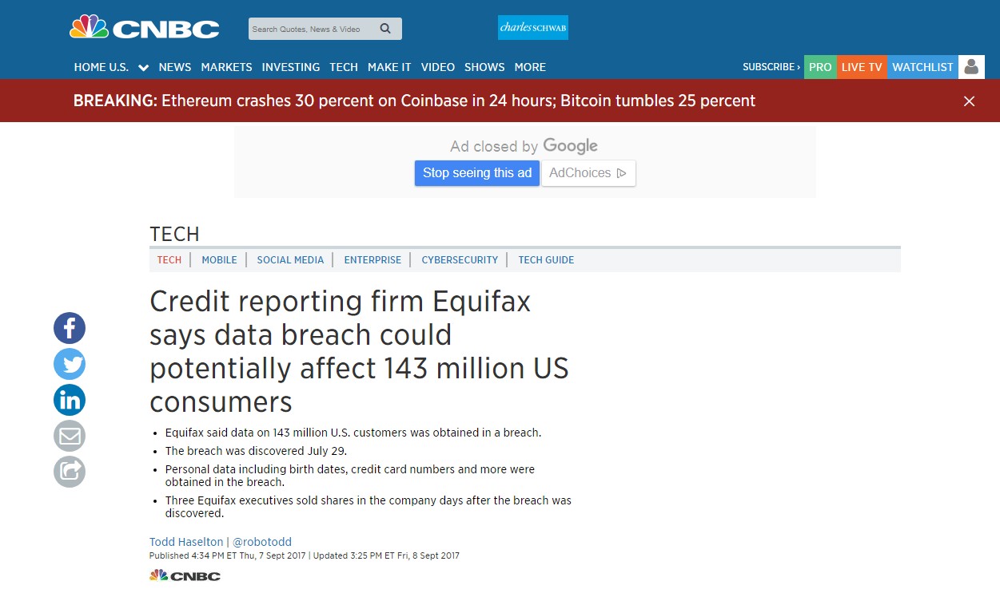 CNBC
Search Quotes, News & Video
charles SCHWAB
HOME U.S. NEWS MARKETS INVESTING TECH MAKE IT VIDEO SHOWS MORE SUBSCRIBE › PRO LIVE TV WATCHLIST
BREAKING: Ethereum crashes 30 percent on Coinbase in 24 hours; Bitcoin tumbles 25 percent
Ad closed by Google
Stop seeing this ad AdChoices
TECH
TECH MOBILE SOCIAL MEDIA ENTERPRISE CYBERSECURITY TECH GUIDE
Credit reporting firm Equifax
says data breach could
potentially affect 143 million US
consumers
• Equifax said data on 143 million U.S. customers was obtained in a breach.
• The breach was discovered July 29.
• Personal data including birth dates, credit card numbers and more were
obtained in the breach.
• Three Equifax executives sold shares in the company days after the breach was
discovered.
Todd Haselton | @robotodd
Published 4:34 PM ET Thu, 7 Sept 2017 | Updated 3:25 PM ET Fri, 8 Sept 2017
CNBC